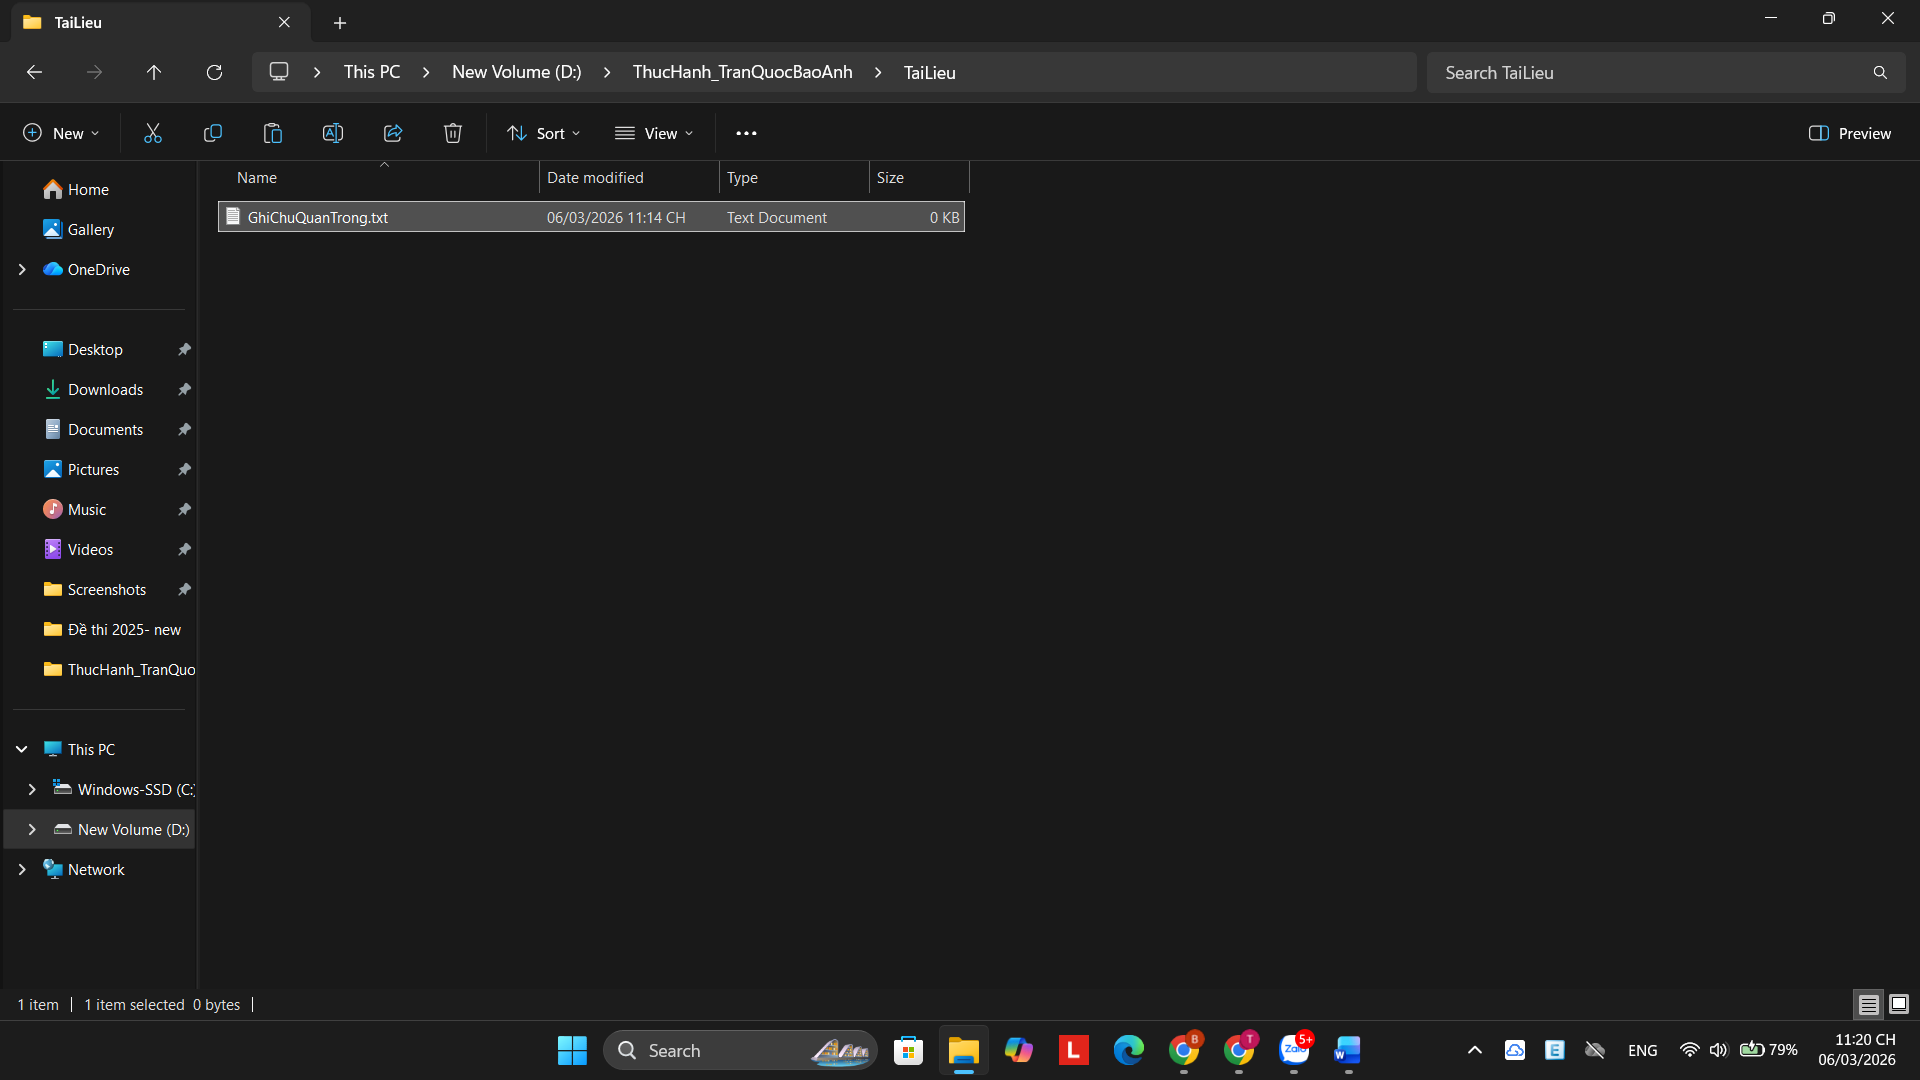 TaiLieu
This PC > New Volume (D:) > ThucHanh_TranQuocBaoAnh > TaiLieu
Search TaiLieu
New
Sort
View
Preview
Name Date modified Type Size
GhiChuQuanTrong.txt 06/03/2026 11:14 CH Text Document 0 KB
Home
Gallery
OneDrive
Desktop
Downloads
Documents
Pictures
Music
Videos
Screenshots
Đề thi 2025- new
ThucHanh_TranQuo
This PC
Windows-SSD (C:)
New Volume (D:)
Network
1 item 1 item selected 0 bytes
Search
L
B
T
Zalo 5+
W
E
ENG
79%
11:20 CH
06/03/2026